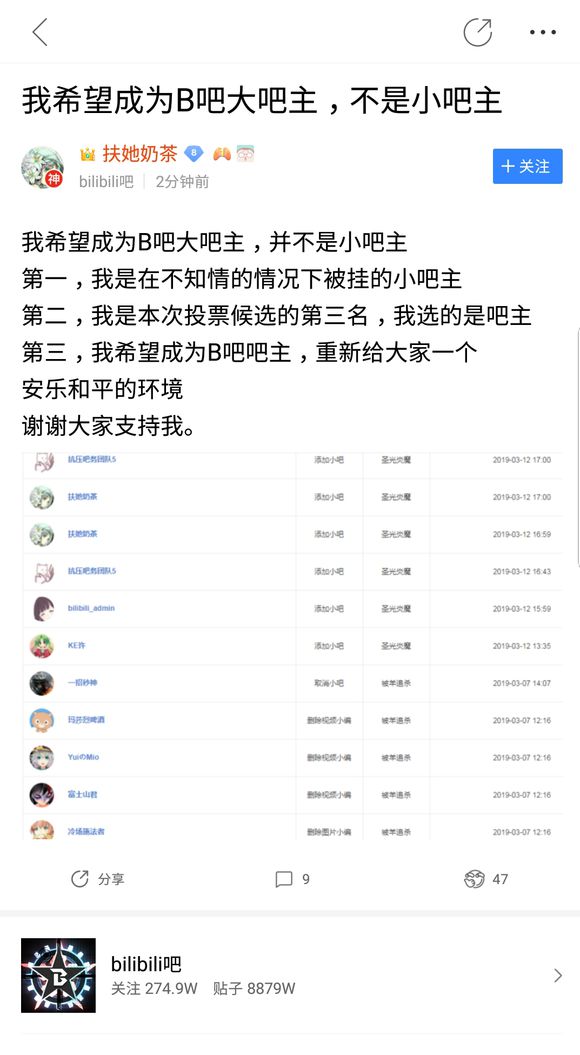 我希望成为B吧大吧主，不是小吧主
扶她奶茶 8
神
bilibili吧 2分钟前
+ 关注
我希望成为B吧大吧主，并不是小吧主
第一，我是在不知情的情况下被挂的小吧主
第二，我是本次投票候选的第三名，我选的是吧主
第三，我希望成为B吧吧主，重新给大家一个
安乐和平的环境
谢谢大家支持我。
抗压吧务团队5 添加小吧 圣光炎魔 2019-03-12 17:00
扶她奶茶 添加小吧 圣光炎魔 2019-03-12 17:00
扶她奶茶 添加小吧 圣光炎魔 2019-03-12 16:59
抗压吧务团队5 添加小吧 圣光炎魔 2019-03-12 16:43
bilibili_admin 添加小吧 圣光炎魔 2019-03-12 15:59
KE许 添加小吧 圣光炎魔 2019-03-12 13:35
一招秒神 取消小吧 被羊追杀 2019-03-07 14:07
玛莎烈啤酒 删除视频小编 被羊追杀 2019-03-07 12:16
YuiのMio 删除视频小编 被羊追杀 2019-03-07 12:16
富士山君 删除视频小编 被羊追杀 2019-03-07 12:16
冷场施法者 删除图片小编 被羊追杀 2019-03-07 12:16
分享 9 47
B
bilibili吧
关注 274.9W 贴子 8879W